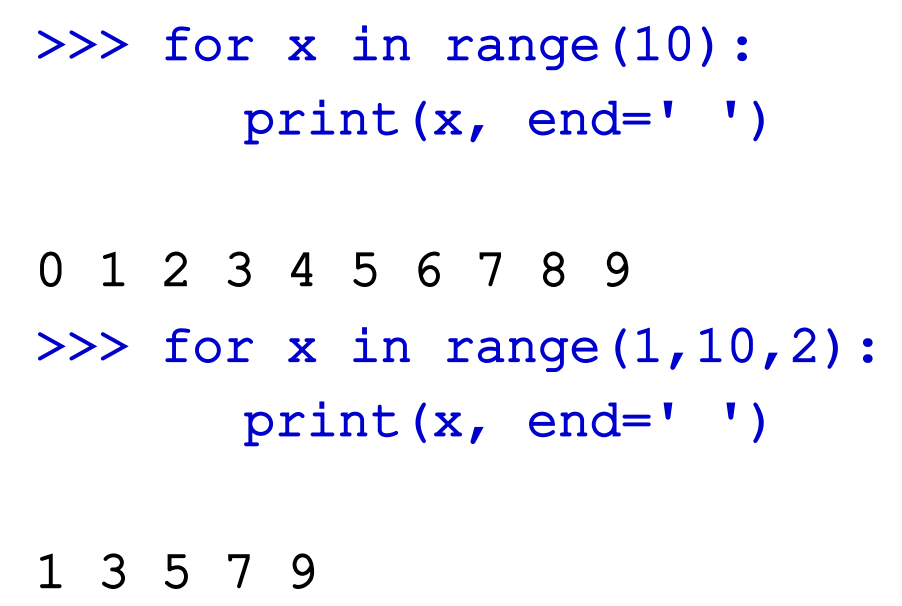 >>> for x in range(10):
        print(x, end=' ')
0 1 2 3 4 5 6 7 8 9
>>> for x in range(1,10,2):
        print(x, end=' ')
1 3 5 7 9